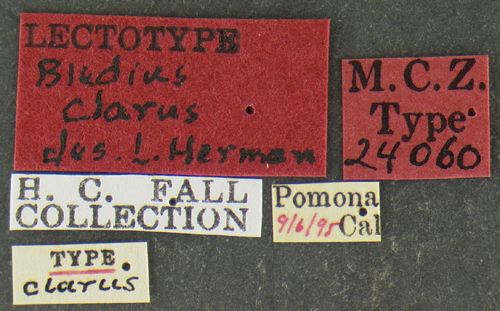 LECTOTYPE
Bledius
clarus
des. L. Herman
M.C.Z.
Type
24060
H. C. FALL
COLLECTION
Pomona
9/6/95 Cal
TYPE
clarus